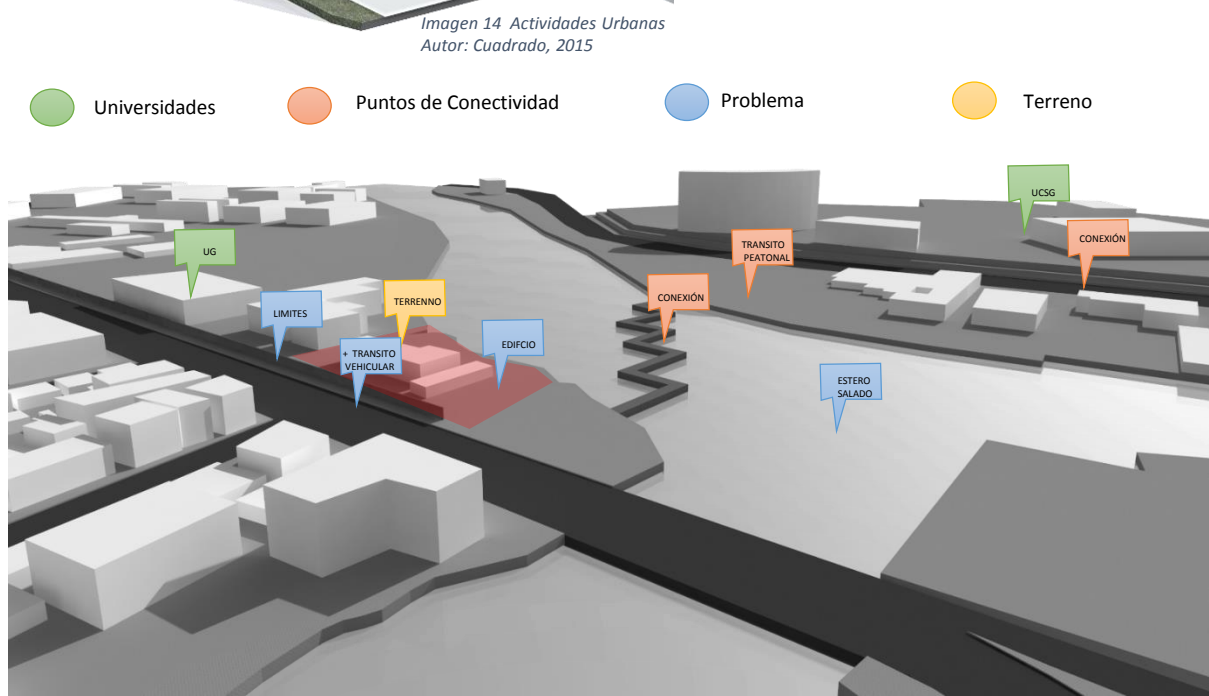 Imagen 14 Actividades Urbanas
Autor: Cuadrado, 2015
Universidades
Puntos de Conectividad
Problema
Terreno
UCSG
UG
TRANSITO
PEATONAL
CONEXIÓN
LIMITES
TERRENNO
CONEXIÓN
+ TRANSITO
VEHICULAR
EDIFCIO
ESTERO
SALADO